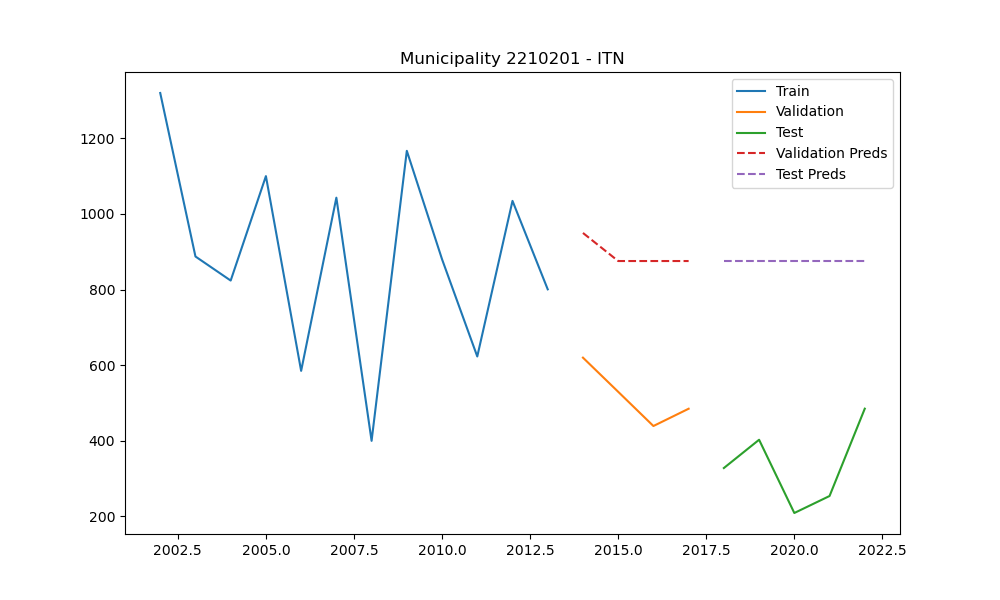 Municipality 2210201 - ITN
Train
Validation
Test
Validation Preds
Test Preds
1200
1000
800
600
400
200
2002.5 2005.0 2007.5 2010.0 2012.5 2015.0 2017.5 2020.0 2022.5